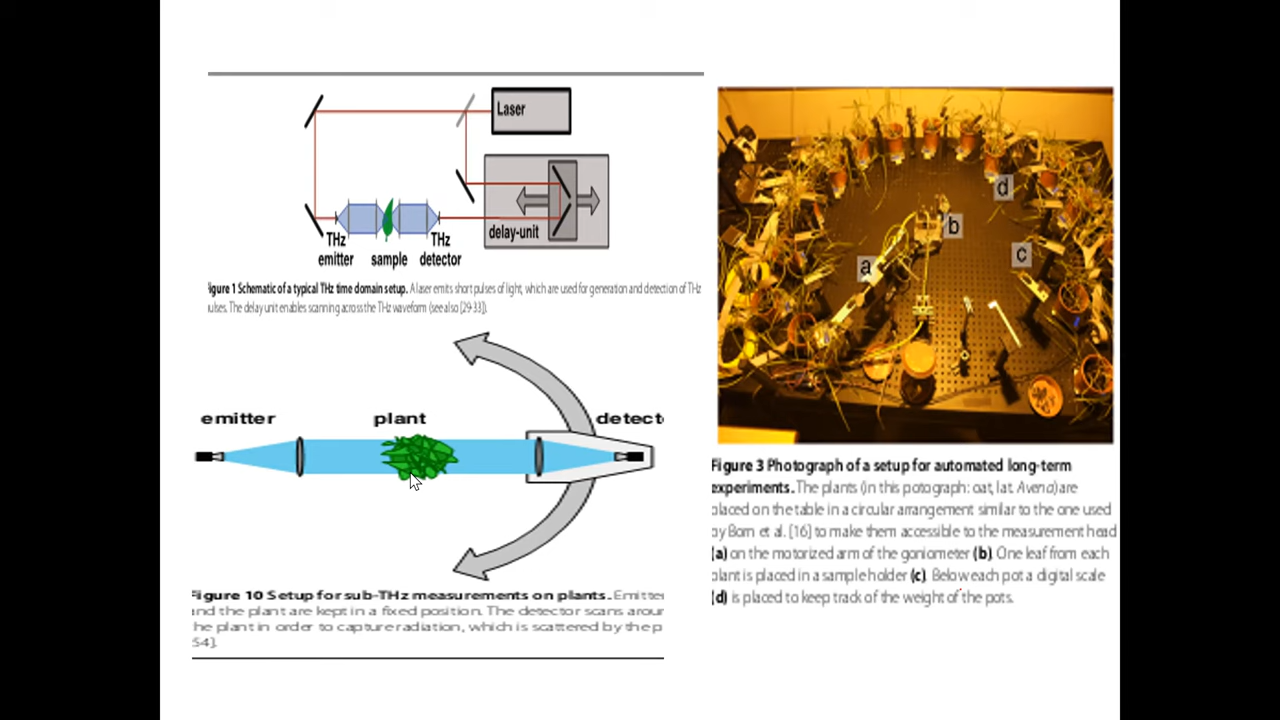 Laser
delay-unit
THz THz
emitter sample detector
igure 1 Schematic of a typical THz time domain setup. A laser emits short pulses of light, which are used for generation and detection of THz
ulses. The delay unit enables scanning across the THz waveform (see also [29-33]).
emitter plant detect
igure 10 Setup for sub-THz measurements on plants. Emitter
and the plant are kept in a fixed position. The detector scans aroun
he plant in order to capture radiation, which is scattered by the p
54].
d
b
c
a
Figure 3 Photograph of a setup for automated long-term
experiments. The plants (in this potograph: oat, lat. Avena) are
placed on the table in a circular arrangement similar to the one used
by Born et al. [16] to make them accessible to the measurement head
(a) on the motorized arm of the goniometer (b). One leaf from each
plant is placed in a sample holder (c). Below each pot a digital scale
(d) is placed to keep track of the weight of the pots.